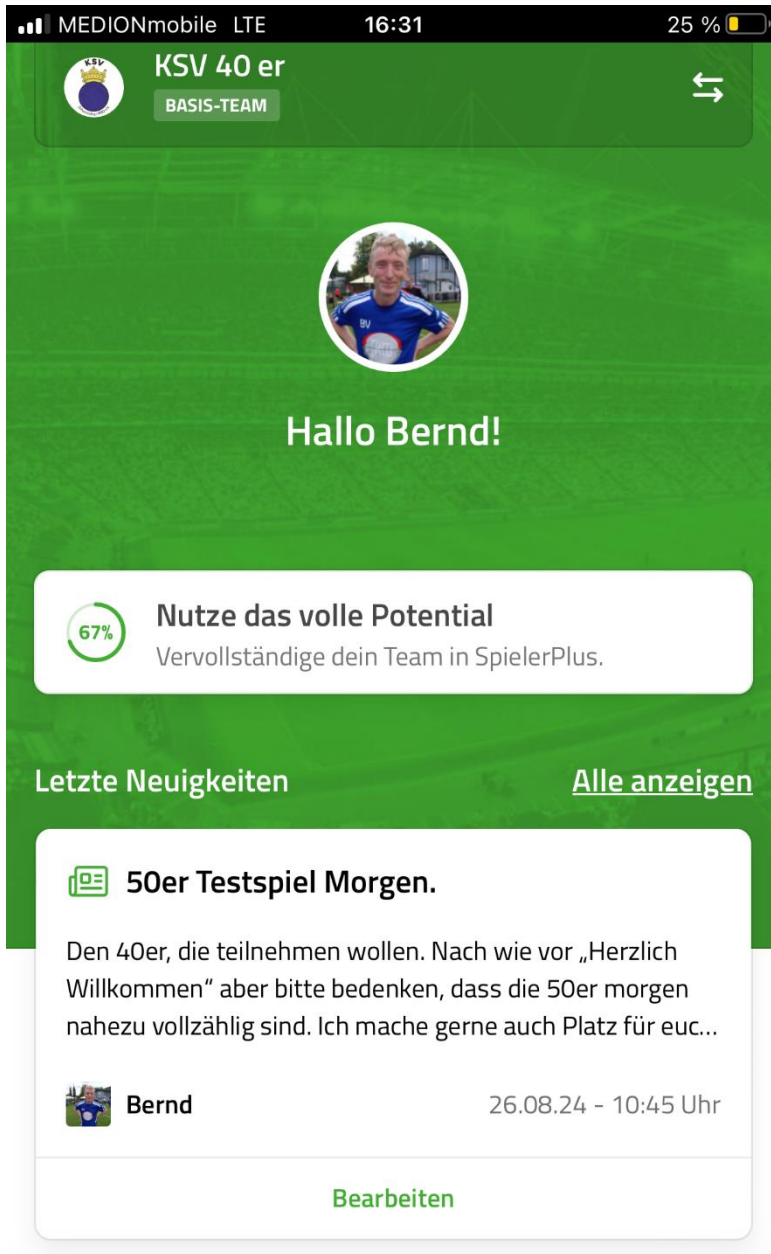 MEDIONmobile LTE 16:31 25 %
KSV
KSV 40 er
BASIS-TEAM
BV
Hallo Bernd!
67%
Nutze das volle Potential
Vervollständige dein Team in SpielerPlus.
Letzte Neuigkeiten Alle anzeigen
50er Testspiel Morgen.
Den 40er, die teilnehmen wollen. Nach wie vor „Herzlich
Willkommen“ aber bitte bedenken, dass die 50er morgen
nahezu vollzählig sind. Ich mache gerne auch Platz für euc...
Bernd 26.08.24 - 10:45 Uhr
Bearbeiten